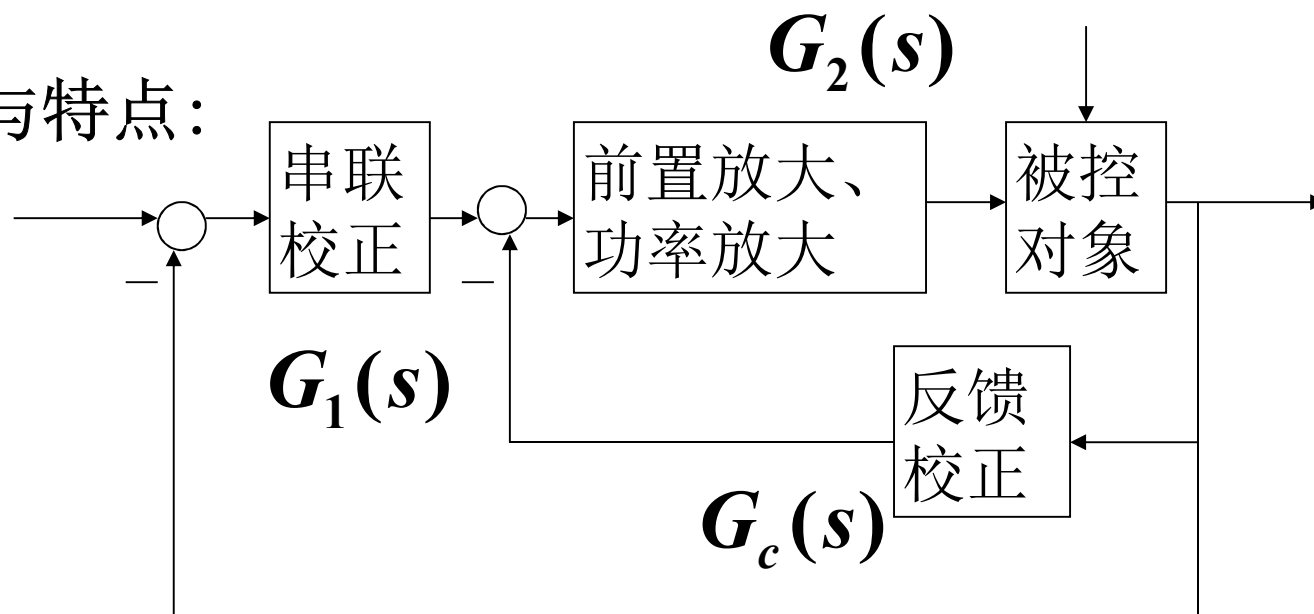 G₂(s)
与特点：
串联
校正
前置放大、
功率放大
被控
对象
－
－
G₁(s)
反馈
校正
G_c(s)